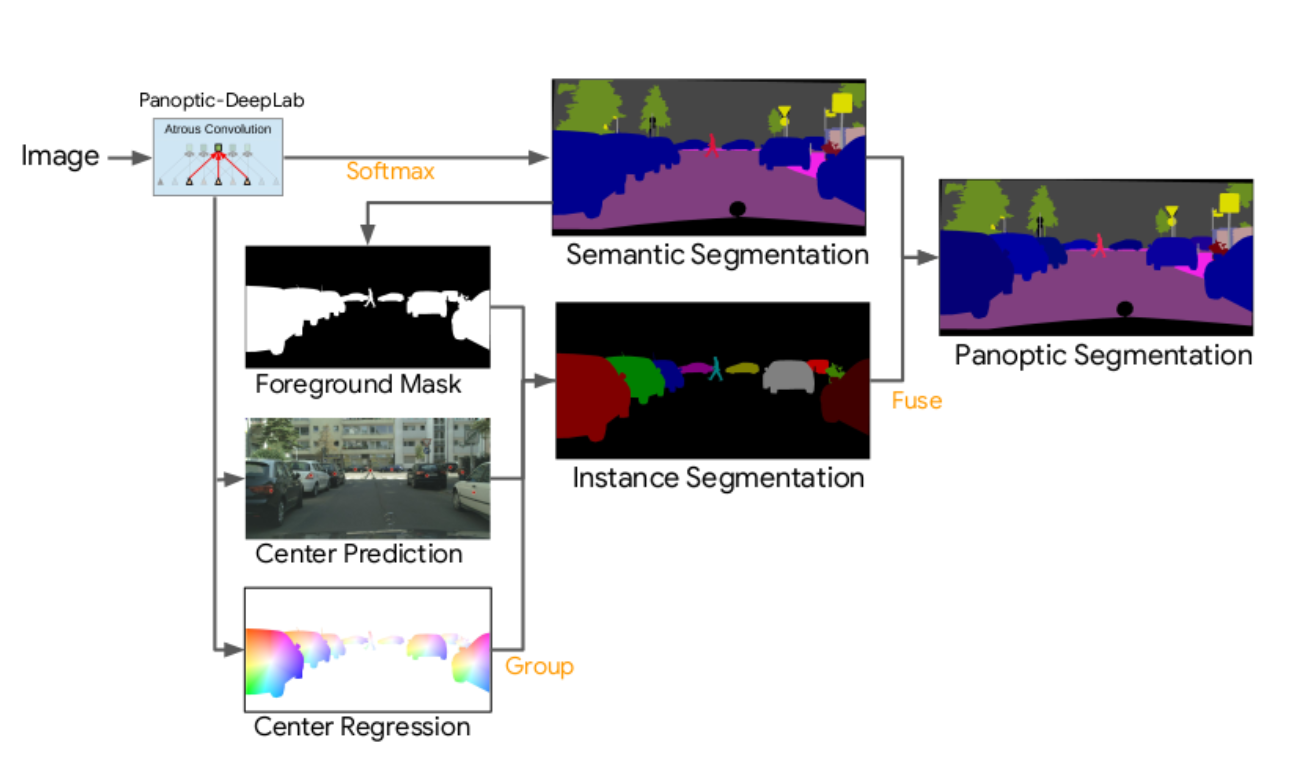 Panoptic-DeepLab
Atrous Convolution
Image
Softmax
Semantic Segmentation
Foreground Mask
Panoptic Segmentation
Fuse
Instance Segmentation
Center Prediction
Group
Center Regression